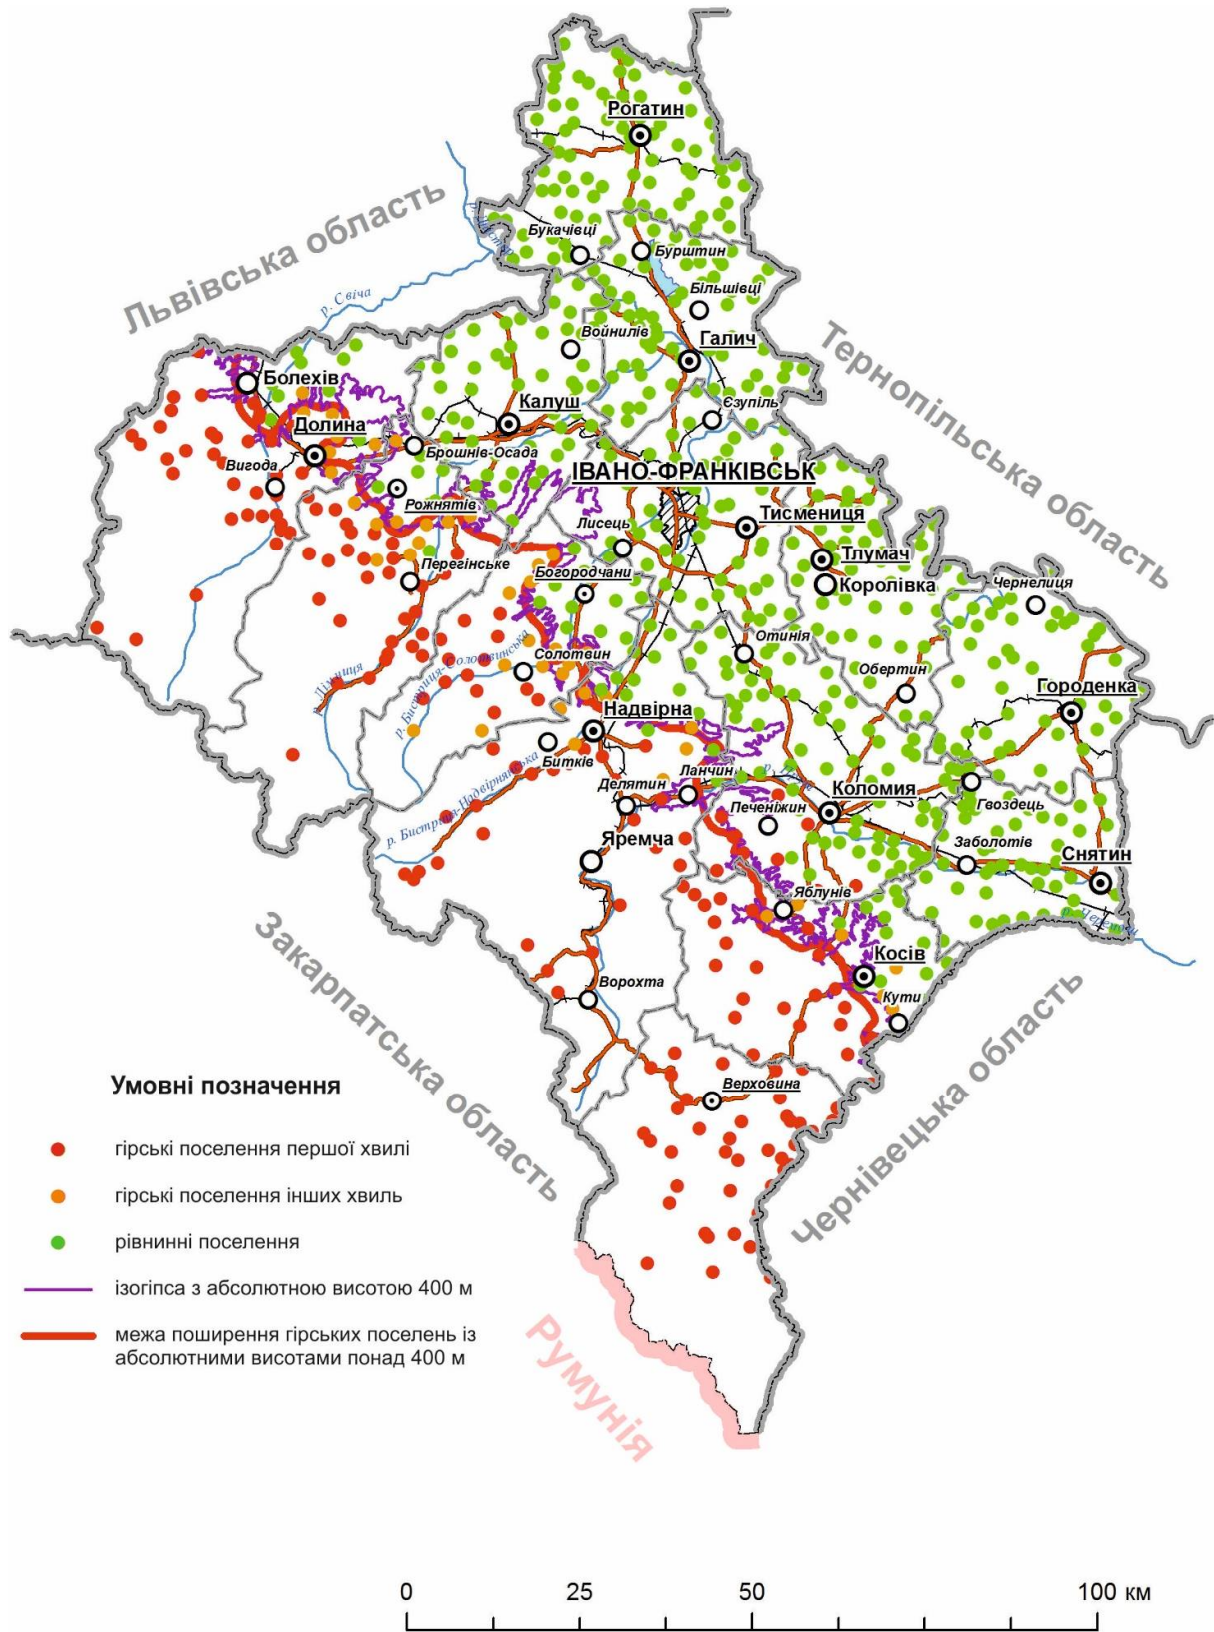 Рогатин
Львівська область
р. Дністер
Букачівці
Бурштин
Більшівці
р. Свіча
Войнилів
Галич
Тернопільська область
Болехів
Калуш
Єзупіль
Долина
Брошнів-Осада
Вигода
ІВАНО-ФРАНКІВСЬК
Рожнятів
Лисець
Тисмениця
Тлумач
Перегінське
Богородчани
Королівка
Чернелиця
Отинія
Солотвин
Обертин
р. Лімниця
р. Бистриця-Солотвинська
Городенка
Надвірна
Битків
Ланчин
р. Прут
Делятин
Коломия
Печеніжин
Гвоздець
р. Бистриця-Надвірнянська
Яремча
Заболотів
Снятин
Яблунів
р. Черемош
Закарпатська область
Косів
Ворохта
Кути
Чернівецька область
Верховина
Умовні позначення
гірські поселення першої хвилі
гірські поселення інших хвиль
рівнинні поселення
ізогіпса з абсолютною висотою 400 м
межа поширення гірських поселень із
абсолютними висотами понад 400 м
Румунія
0 25 50 100 км